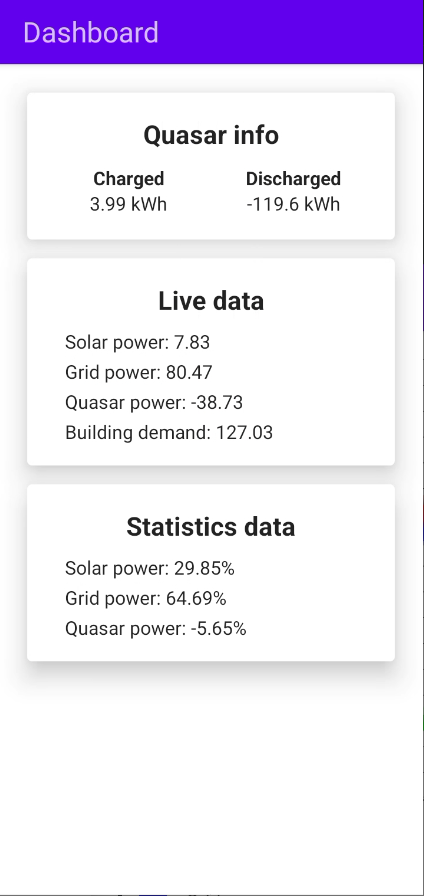 Dashboard
Quasar info
Charged Discharged
3.99 kWh -119.6 kWh
Live data
Solar power: 7.83
Grid power: 80.47
Quasar power: -38.73
Building demand: 127.03
Statistics data
Solar power: 29.85%
Grid power: 64.69%
Quasar power: -5.65%